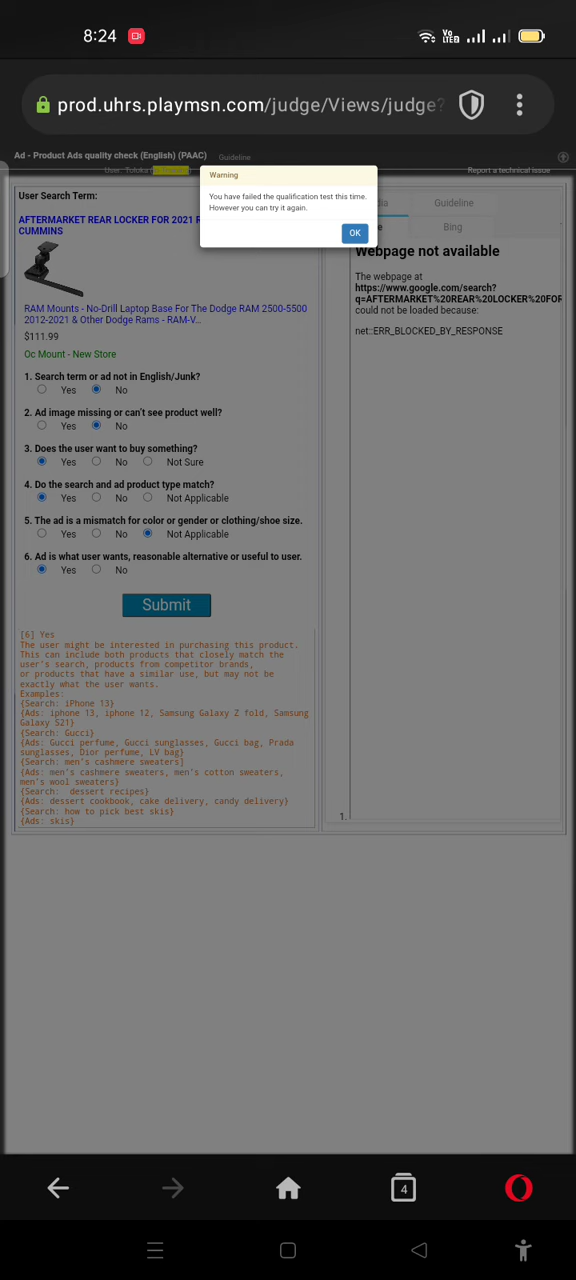 8:24
Vo LTE2
prod.uhrs.playmsn.com/judge/Views/judge?
Ad - Product Ads quality check (English) (PAAC)
Guideline
User.
Report a technical issue
Warning
You have failed the qualification test this time.
However you can try it again.
OK
User Search Term:
AFTERMARKET REAR LOCKER FOR 2021 R
CUMMINS
RAM Mounts - No-Drill Laptop Base For The Dodge RAM 2500-5500
2012-2021 & Other Dodge Rams - RAM-V...
$111.99
Oc Mount - New Store
1. Search term or ad not in English/Junk?
Yes No
2. Ad image missing or can't see product well?
Yes No
3. Does the user want to buy something?
Yes No Not Sure
4. Do the search and ad product type match?
Yes No Not Applicable
5. The ad is a mismatch for color or gender or clothing/shoe size.
Yes No Not Applicable
6. Ad is what user wants, reasonable alternative or useful to user.
Yes No
Submit
[6] Yes
The user might be interested in purchasing this product.
This can include both products that closely match the
user's search, products from competitor brands,
or products that have a similar use, but may not be
exactly what the user wants.
Examples:
{Search: iPhone 13}
{Ads: iphone 13, iphone 12, Samsung Galaxy Z fold, Samsung
Galaxy S21}
{Search: Gucci}
{Ads: Gucci perfume, Gucci sunglasses, Gucci bag, Prada
sunglasses, Dior perfume, LV bag}
{Search: men's cashmere sweaters]
{Ads: men's cashmere sweaters, men's cotton sweaters,
men's wool sweaters}
{Search: dessert recipes}
{Ads: dessert cookbook, cake delivery, candy delivery}
{Search: how to pick best skis}
{Ads: skis}
dia
Guideline
e
Bing
Webpage not available
The webpage at
https://www.google.com/search?
q=AFTERMARKET%20REAR%20LOCKER%20FOR
could not be loaded because:
net::ERR_BLOCKED_BY_RESPONSE
1.
4